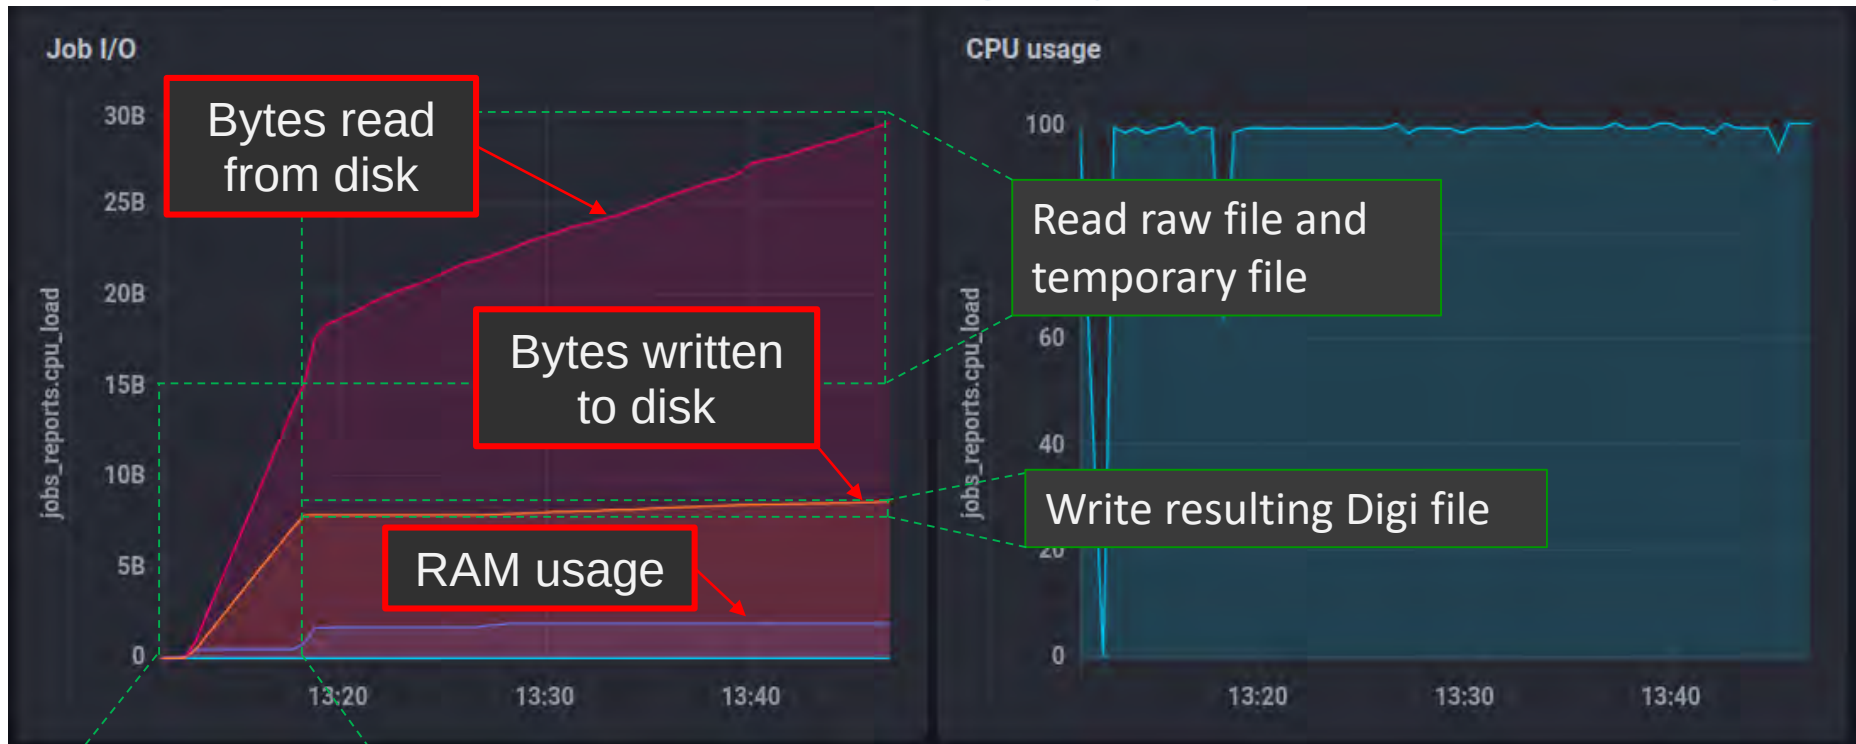 Job I/O
30B
25B
20B
15B
10B
5B
0
jobs_reports.cpu_load
13:20
13:30
13:40
Bytes read
from disk
Bytes written
to disk
RAM usage
CPU usage
100
60
40
20
0
jobs_reports.cpu_load
13:20
13:30
13:40
Read raw file and
temporary file
Write resulting Digi file